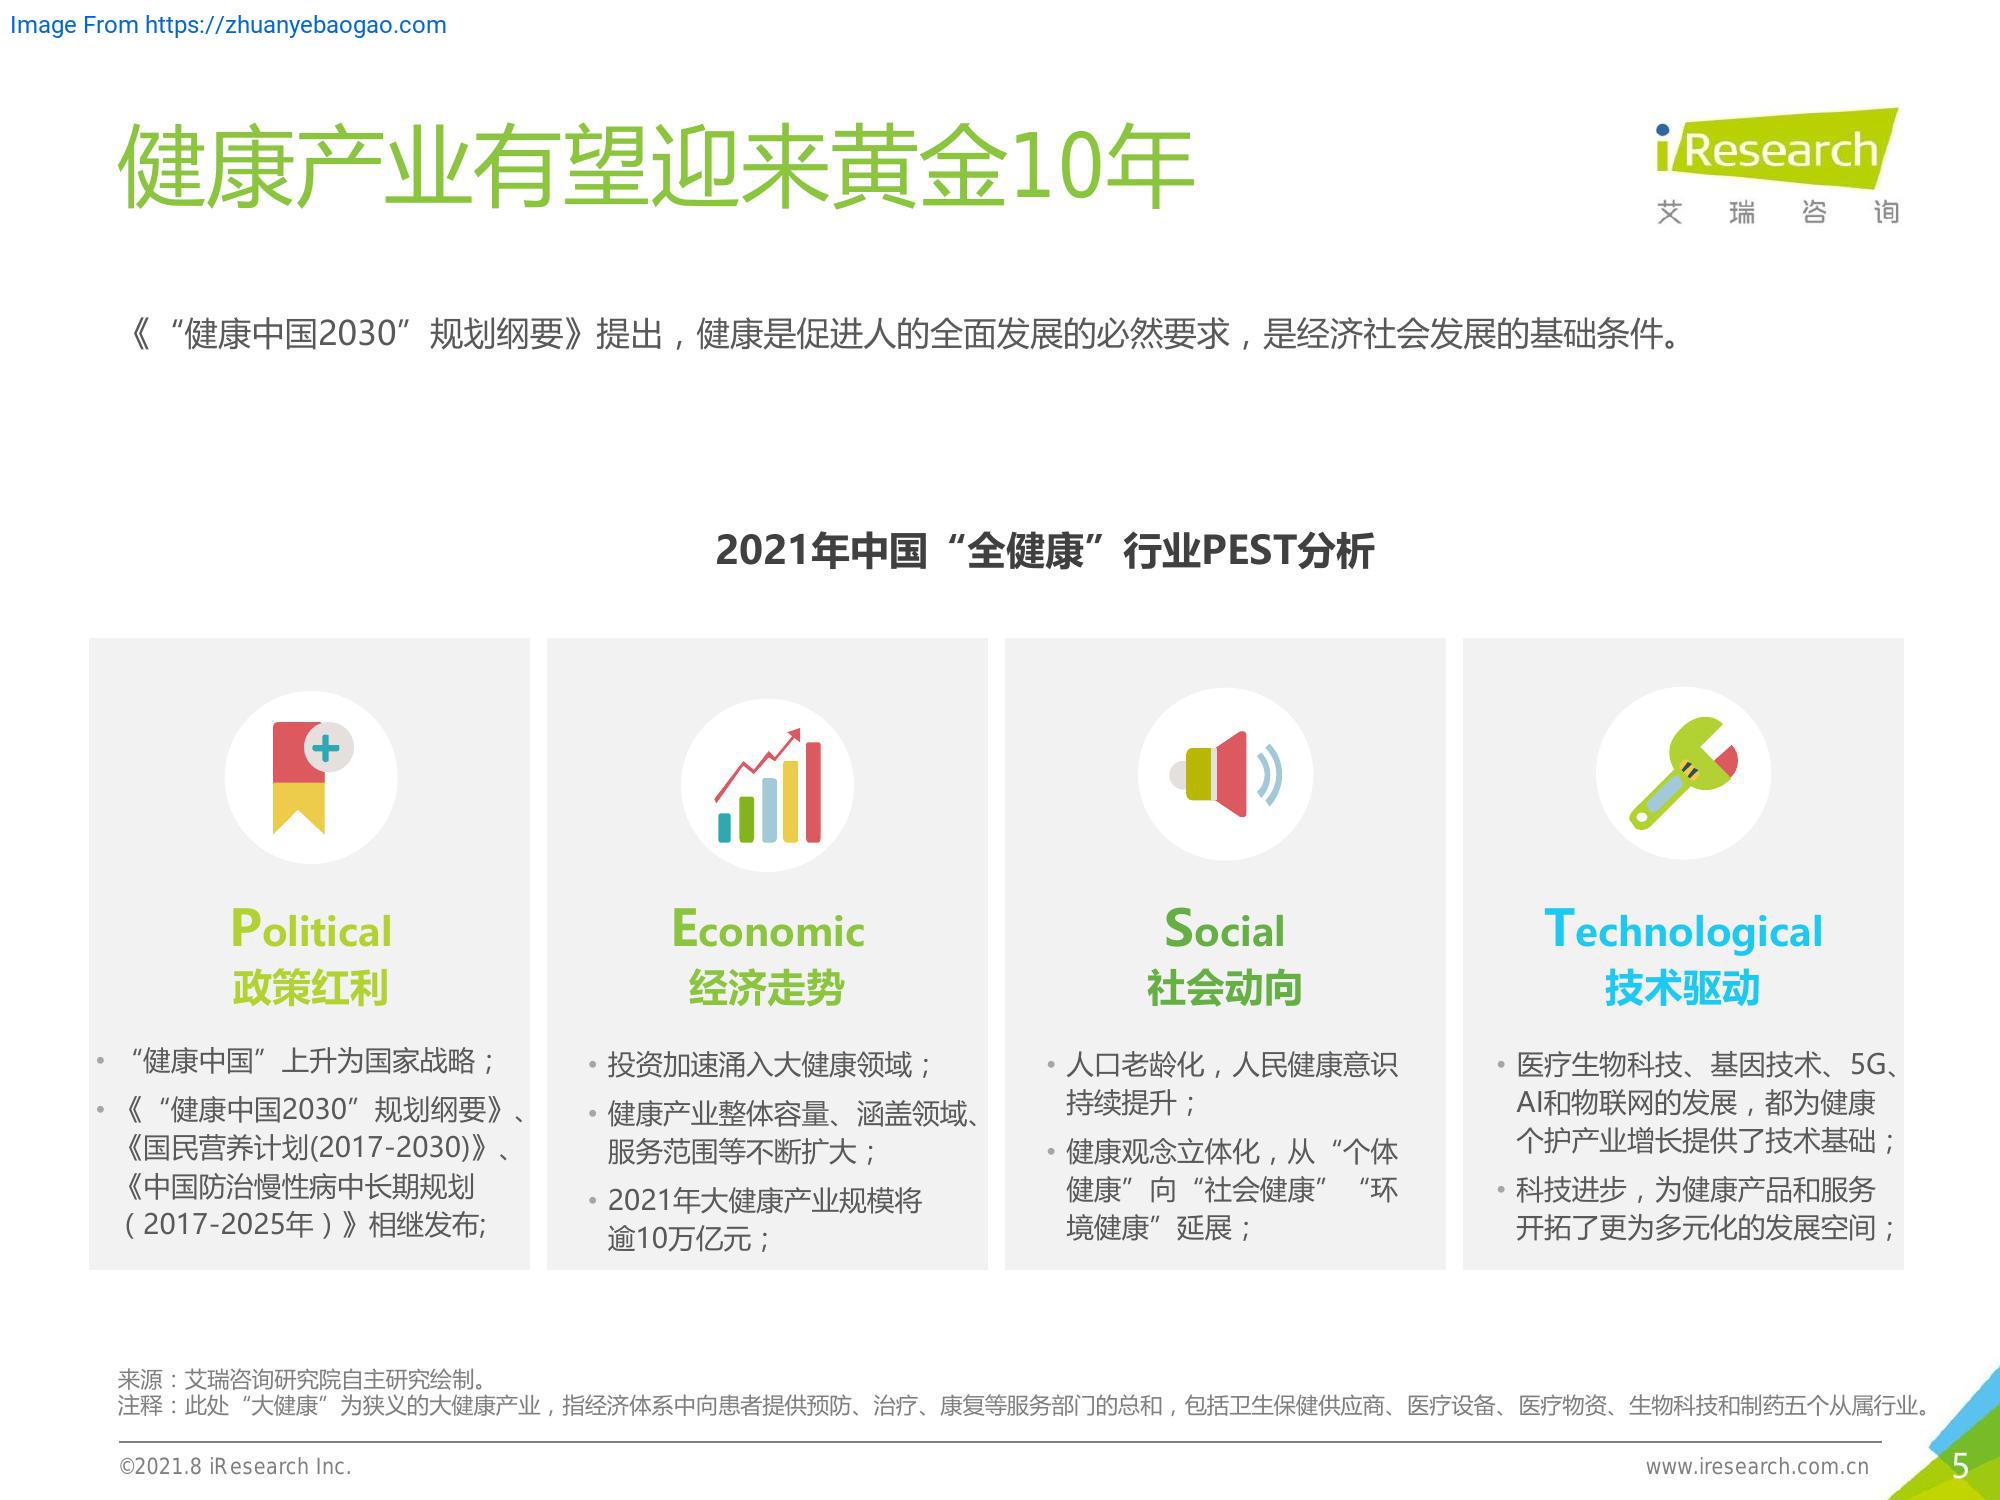 Image From https://zhuanyebaogao.com
健康产业有望迎来黄金10年
iResearch
艾瑞咨询
《“健康中国2030”规划纲要》提出，健康是促进人的全面发展的必然要求，是经济社会发展的基础条件。
2021年中国“全健康”行业PEST分析
Political
政策红利
• “健康中国”上升为国家战略；
• 《“健康中国2030”规划纲要》、
《国民营养计划(2017-2030)》、
《中国防治慢性病中长期规划
（2017-2025年）》相继发布;
Economic
经济走势
• 投资加速涌入大健康领域；
• 健康产业整体容量、涵盖领域、
服务范围等不断扩大；
• 2021年大健康产业规模将
逾10万亿元；
Social
社会动向
• 人口老龄化，人民健康意识
持续提升；
• 健康观念立体化，从“个体
健康”向“社会健康”“环
境健康”延展；
Technological
技术驱动
• 医疗生物科技、基因技术、5G、
AI和物联网的发展，都为健康
个护产业增长提供了技术基础；
• 科技进步，为健康产品和服务
开拓了更为多元化的发展空间；
来源：艾瑞咨询研究院自主研究绘制。
注释：此处“大健康”为狭义的大健康产业，指经济体系中向患者提供预防、治疗、康复等服务部门的总和，包括卫生保健供应商、医疗设备、医疗物资、生物科技和制药五个从属行业。
©2021.8 iResearch Inc.
www.iresearch.com.cn
5